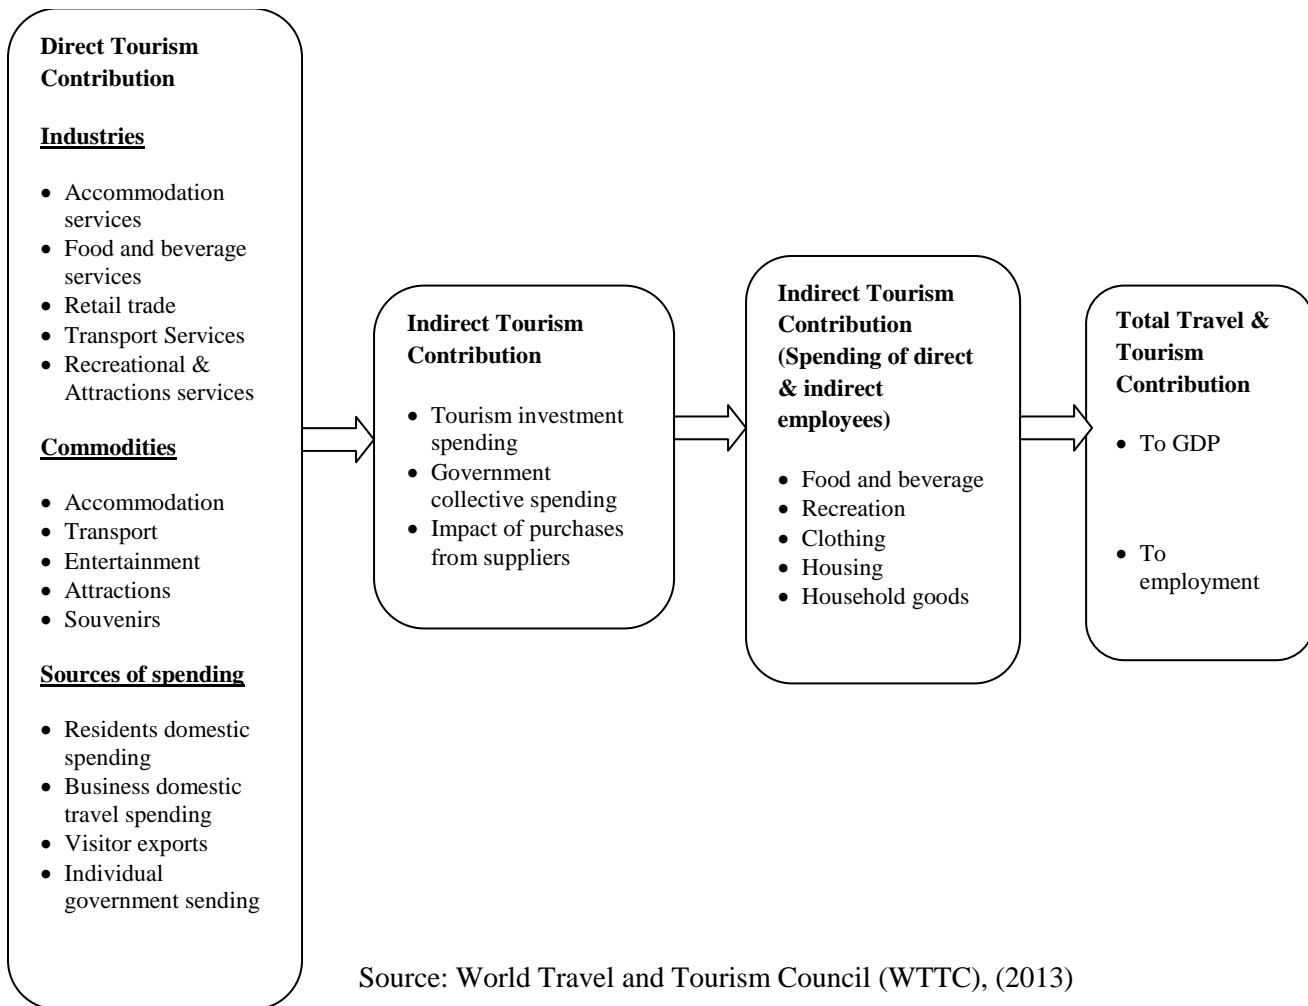 Direct Tourism
Contribution
Industries
• Accommodation
services
• Food and beverage
services
• Retail trade
• Transport Services
• Recreational &
Attractions services
Commodities
• Accommodation
• Transport
• Entertainment
• Attractions
• Souvenirs
Sources of spending
• Residents domestic
spending
• Business domestic
travel spending
• Visitor exports
• Individual
government sending
Indirect Tourism
Contribution
• Tourism investment
spending
• Government
collective spending
• Impact of purchases
from suppliers
Indirect Tourism
Contribution
(Spending of direct
& indirect
employees)
• Food and beverage
• Recreation
• Clothing
• Housing
• Household goods
Total Travel &
Tourism
Contribution
• To GDP
• To
employment
Source: World Travel and Tourism Council (WTTC), (2013)